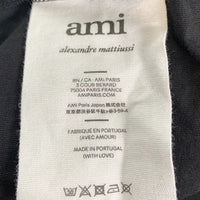 ami
alexandre mattiussi
RN / CA - AMI PARIS
3 COUR BERARD
75004 PARIS FRANCE
AMIPARIS.COM
AMI Paris Japan 株式会社
FABRIQUÉ EN PORTUGAL
(AVEC AMOUR)
MADE IN PORTUGAL
(WITH LOVE)